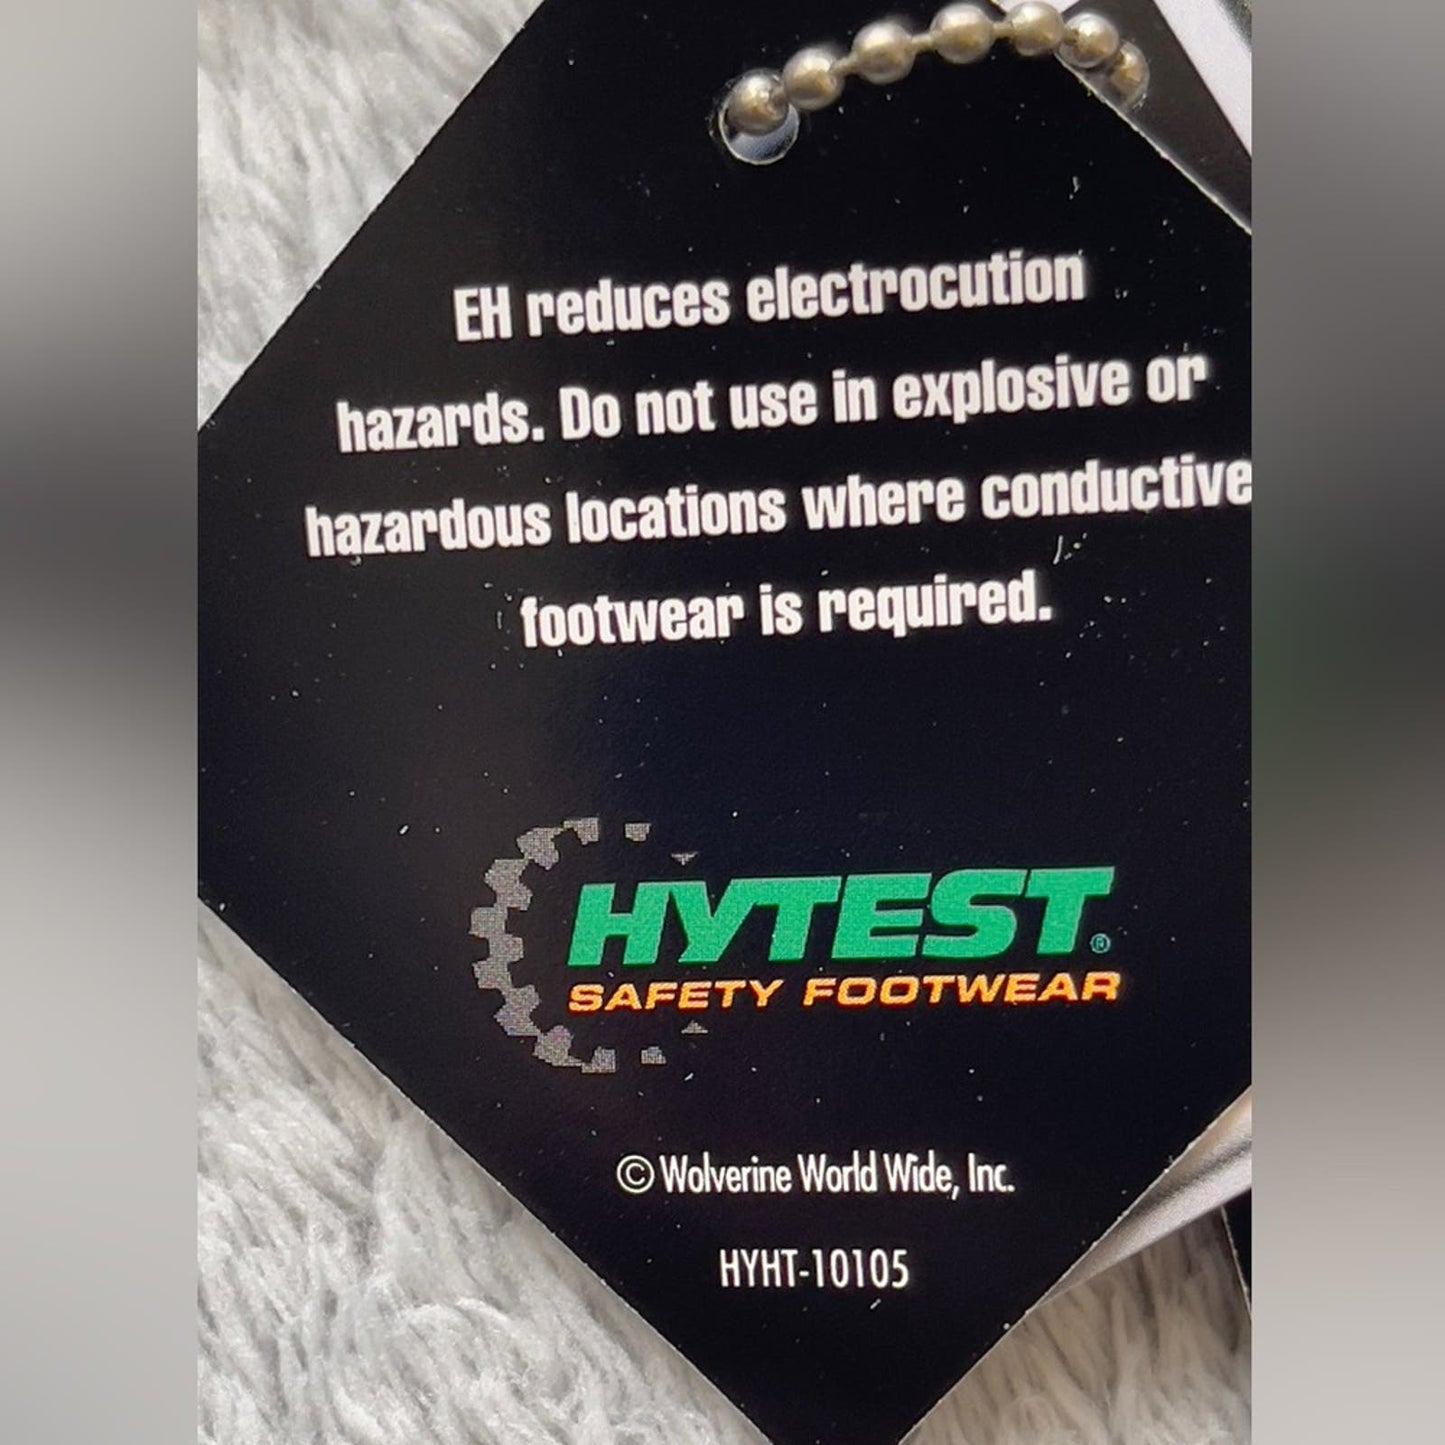 EH reduces electrocution
hazards. Do not use in explosive or
hazardous locations where conductive
footwear is required.
HYTEST®
SAFETY FOOTWEAR
© Wolverine World Wide, Inc.
HYHT-10105